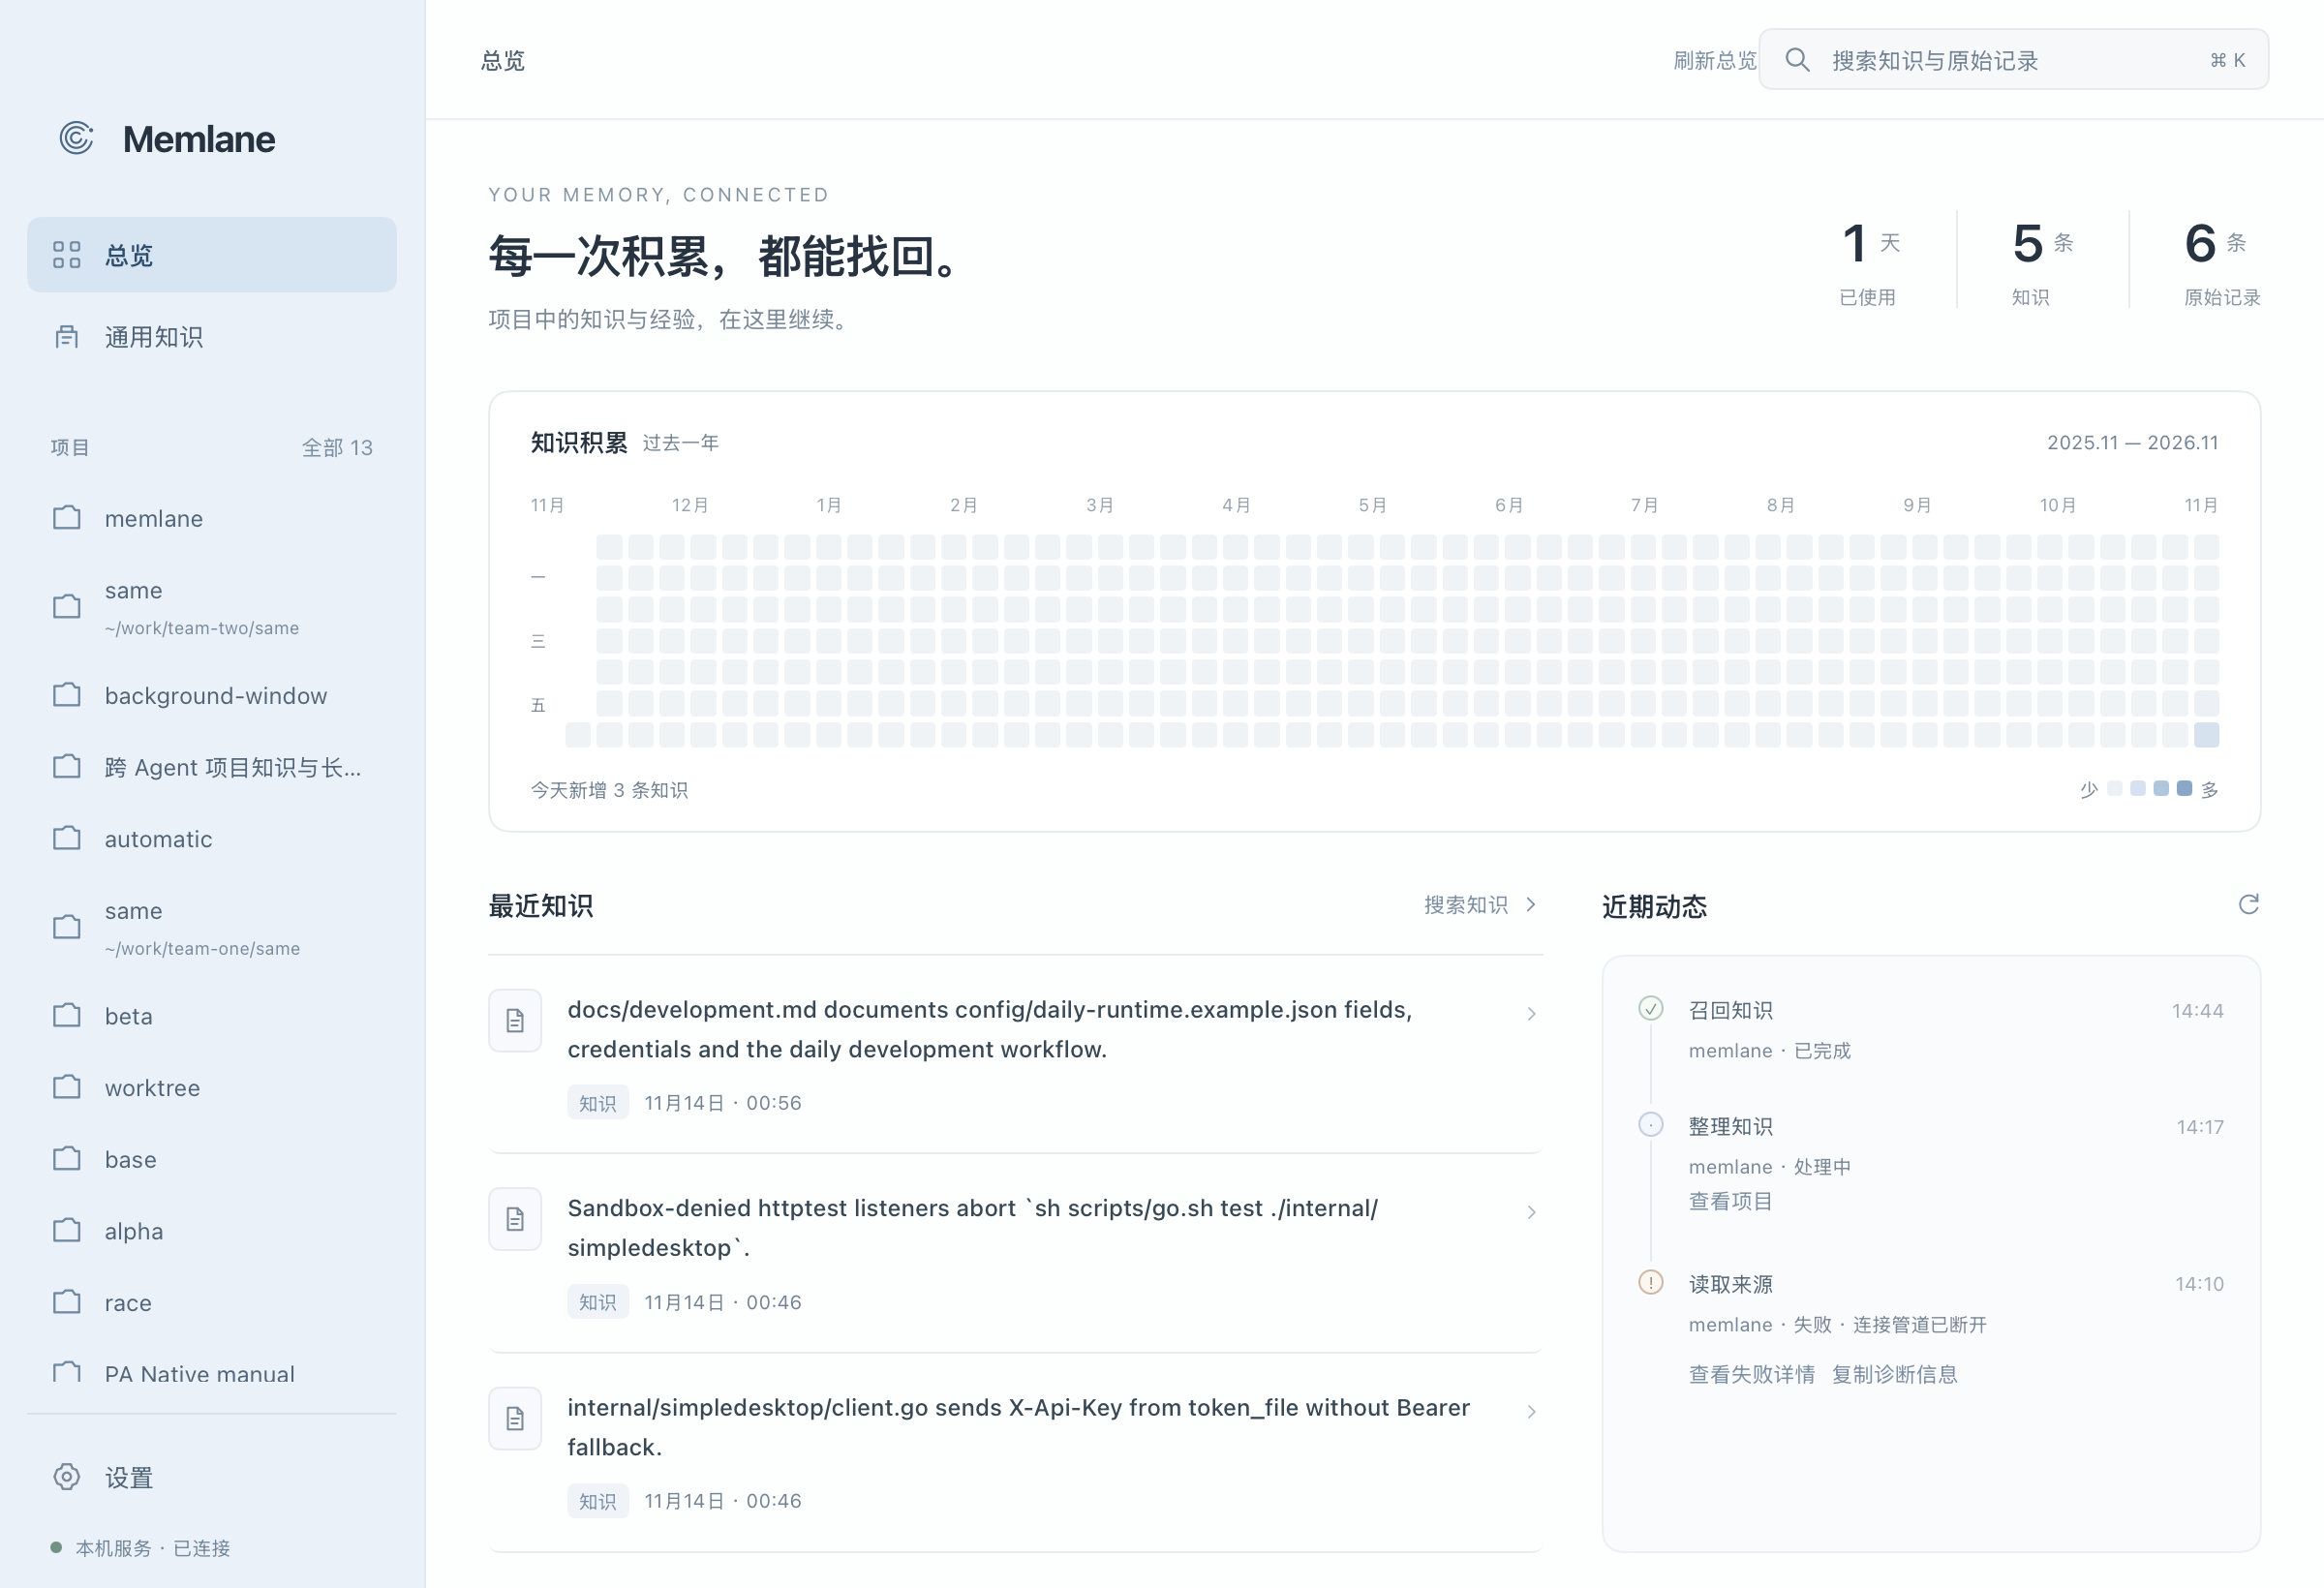 Memlane
总览
通用知识
项目
全部 13
memlane
same
~/work/team-two/same
background-window
跨 Agent 项目知识与长...
automatic
same
~/work/team-one/same
beta
worktree
base
alpha
race
PA Native manual
设置
本机服务 · 已连接
总览
刷新总览
搜索知识与原始记录
⌘ K
YOUR MEMORY, CONNECTED
每一次积累，都能找回。
项目中的知识与经验，在这里继续。
1 天
已使用
5 条
知识
6 条
原始记录
知识积累 过去一年
2025.11 — 2026.11
11月 12月 1月 2月 3月 4月 5月 6月 7月 8月 9月 10月 11月
一
三
五
今天新增 3 条知识
少 多
最近知识
搜索知识
docs/development.md documents config/daily-runtime.example.json fields,
credentials and the daily development workflow.
知识 11月14日 · 00:56
Sandbox-denied httptest listeners abort `sh scripts/go.sh test ./internal/
simpledesktop`.
知识 11月14日 · 00:46
internal/simpledesktop/client.go sends X-Api-Key from token_file without Bearer
fallback.
知识 11月14日 · 00:46
近期动态
召回知识 14:44
memlane · 已完成
整理知识 14:17
memlane · 处理中
查看项目
读取来源 14:10
memlane · 失败 · 连接管道已断开
查看失败详情 复制诊断信息